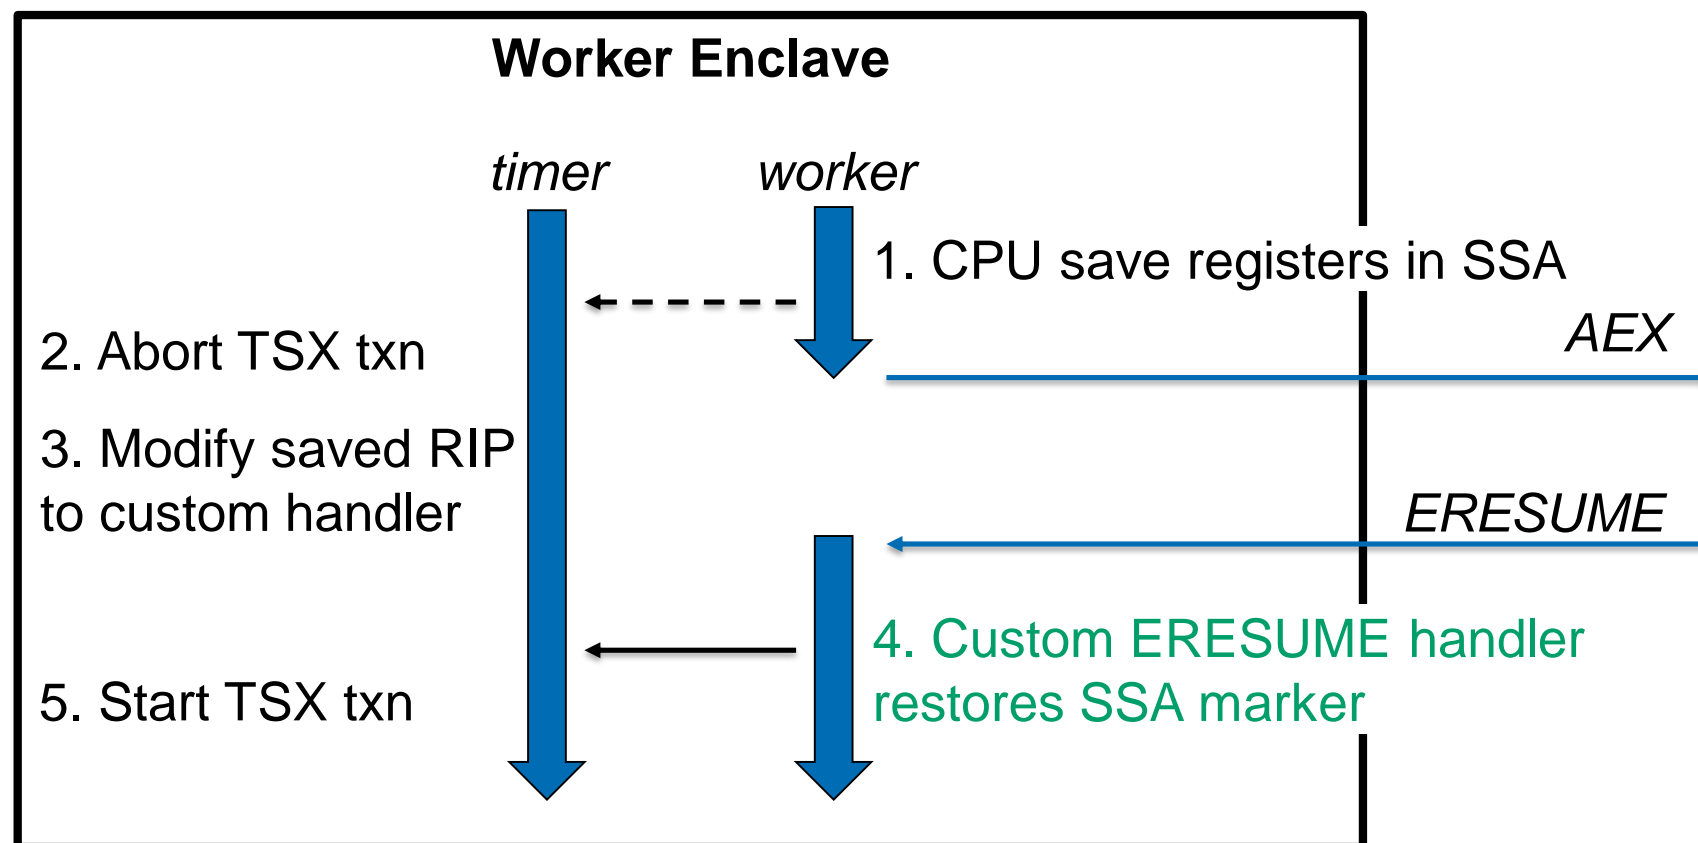 Worker Enclave
timer
worker
1. CPU save registers in SSA
AEX
2. Abort TSX txn
3. Modify saved RIP
to custom handler
ERESUME
4. Custom ERESUME handler
restores SSA marker
5. Start TSX txn